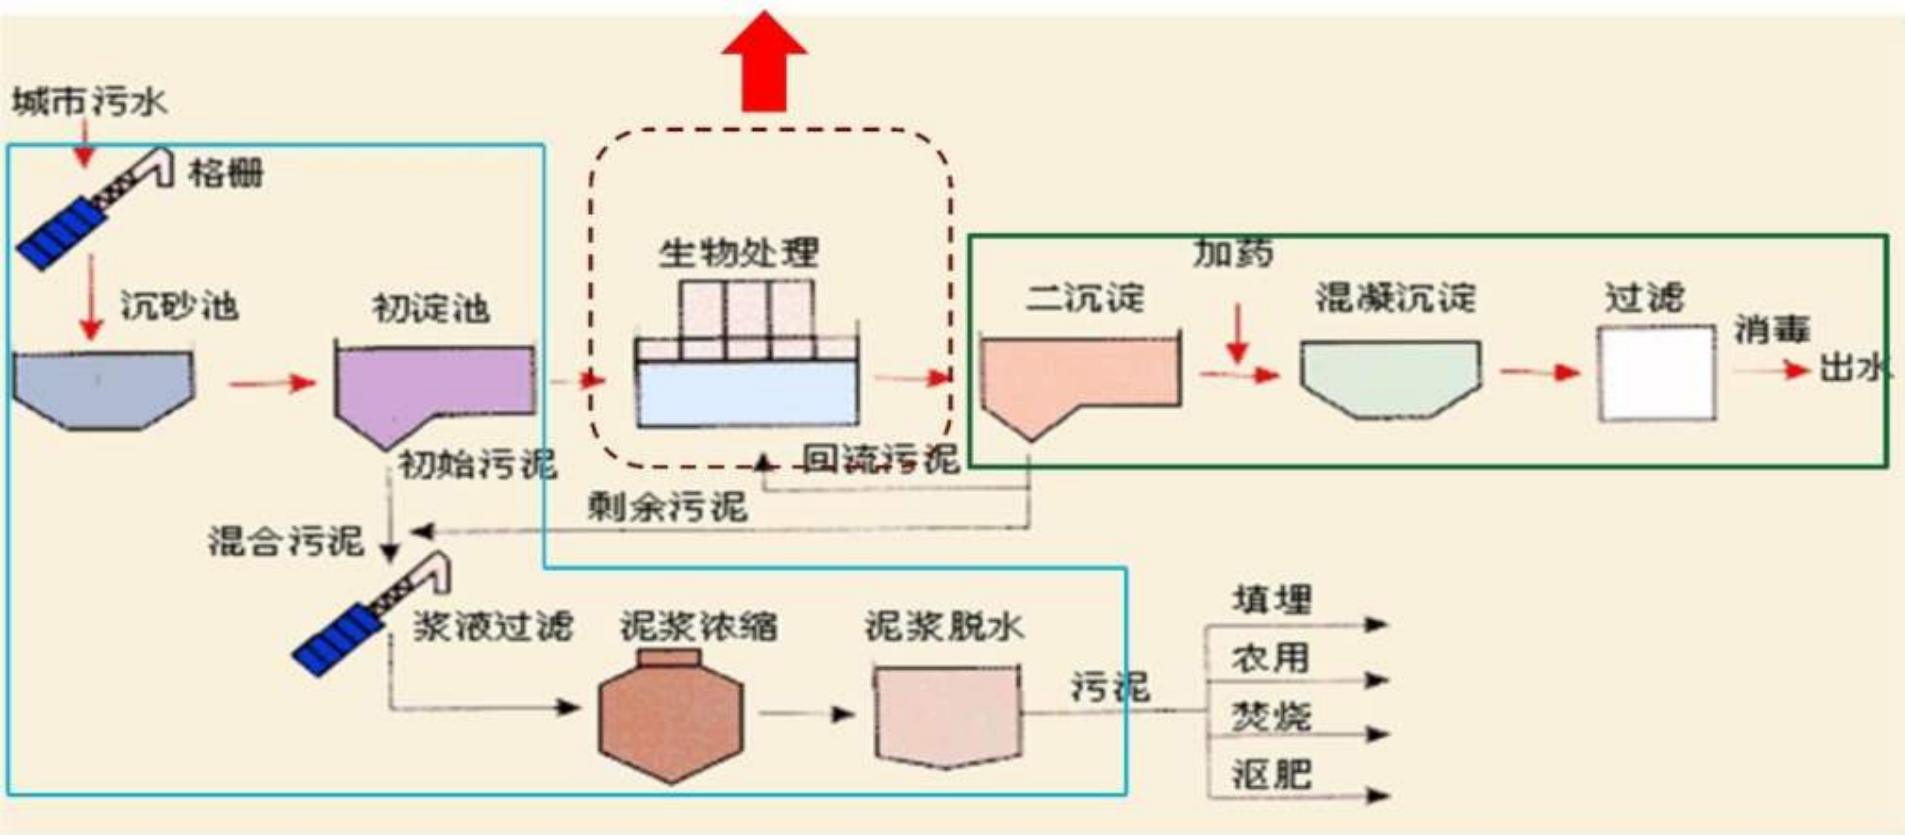 城市污水
格栅
沉砂池
初淀池
生物处理
二沉淀
加药
混凝沉淀
过滤
消毒
出水
初始污泥
回流污泥
剩余污泥
混合污泥
浆液过滤
泥浆浓缩
泥浆脱水
污泥
填埋
农用
焚烧
沤肥